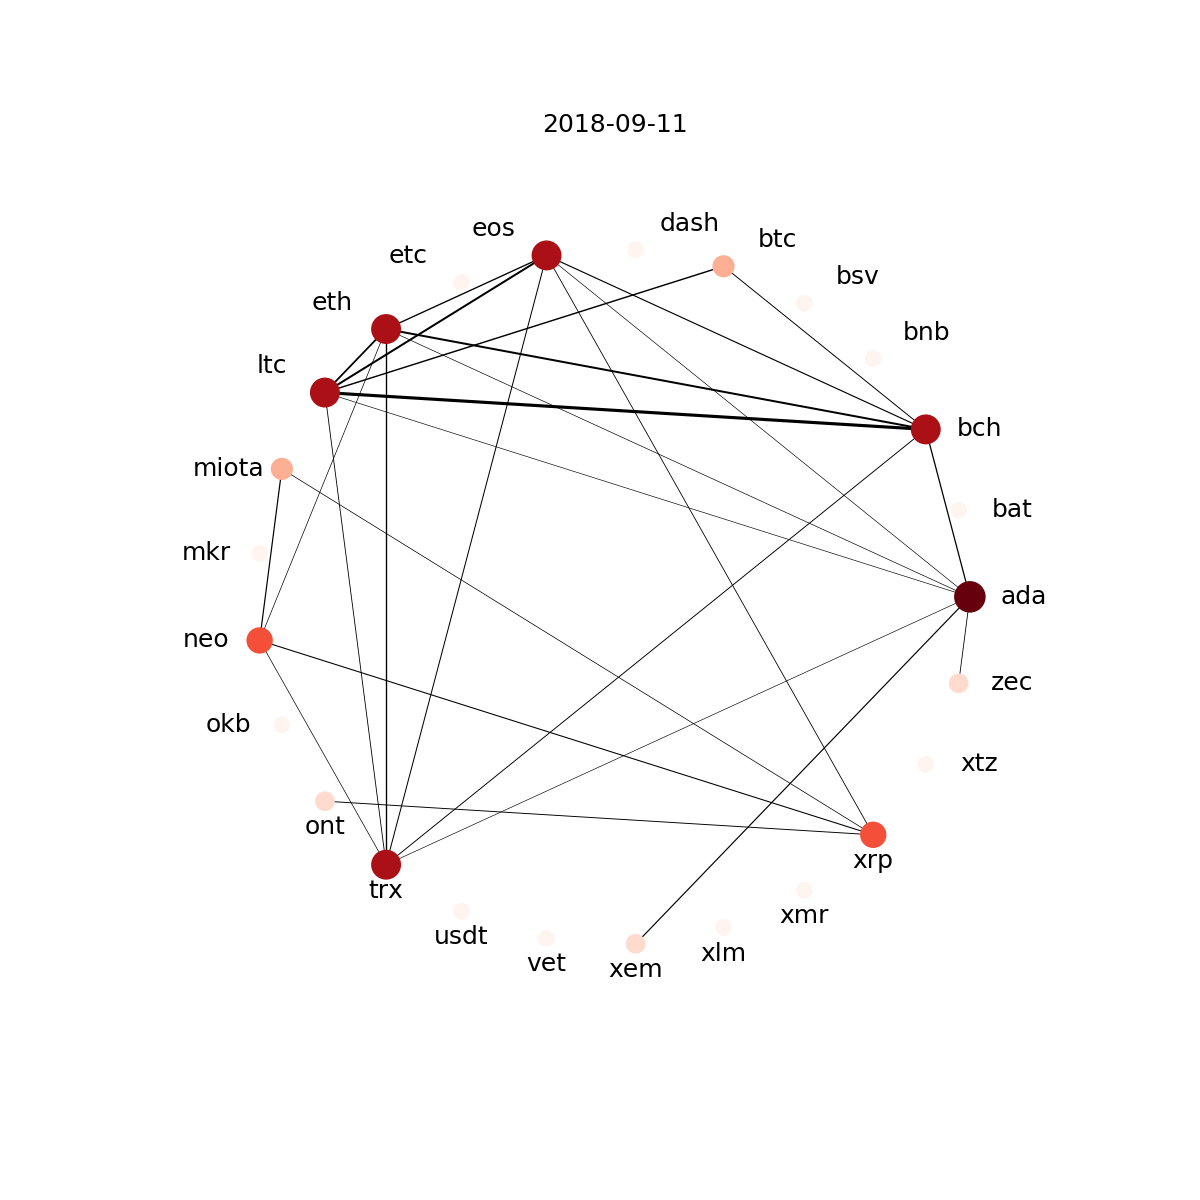 2018-09-11
dash
eos
btc
etc
bsv
eth
bnb
ltc
bch
miota
bat
mkr
ada
neo
zec
okb
xtz
ont
xrp
trx
xmr
usdt
xlm
vet
xem